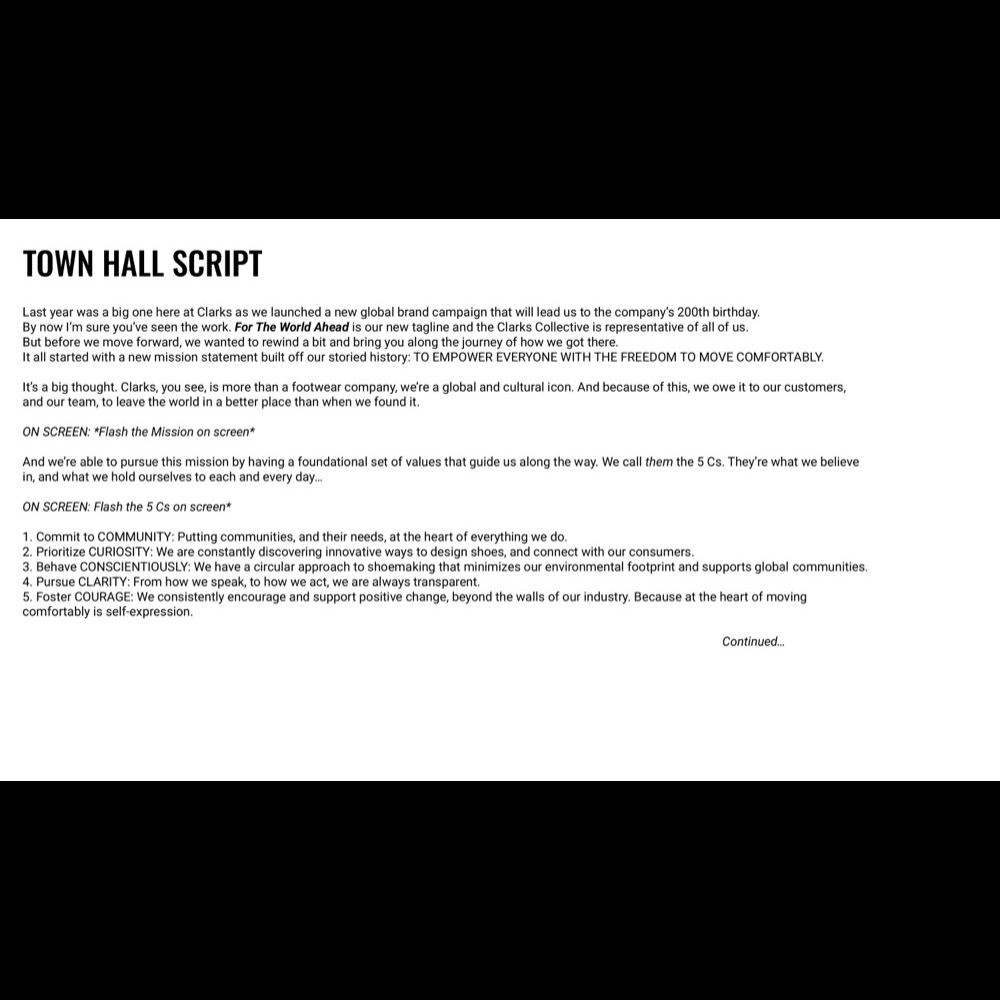 TOWN HALL SCRIPT
Last year was a big one here at Clarks as we launched a new global brand campaign that will lead us to the company's 200th birthday.
By now I'm sure you've seen the work. For The World Ahead is our new tagline and the Clarks Collective is representative of all of us.
But before we move forward, we wanted to rewind a bit and bring you along the journey of how we got there.
It all started with a new mission statement built off our storied history: TO EMPOWER EVERYONE WITH THE FREEDOM TO MOVE COMFORTABLY.
It's a big thought. Clarks, you see, is more than a footwear company, we're a global and cultural icon. And because of this, we owe it to our customers,
and our team, to leave the world in a better place than when we found it.
ON SCREEN: *Flash the Mission on screen*
And we're able to pursue this mission by having a foundational set of values that guide us along the way. We call them the 5 Cs. They're what we believe
in, and what we hold ourselves to each and every day...
ON SCREEN: Flash the 5 Cs on screen*
1. Commit to COMMUNITY: Putting communities, and their needs, at the heart of everything we do.
2. Prioritize CURIOSITY: We are constantly discovering innovative ways to design shoes, and connect with our consumers.
3. Behave CONSCIENTIOUSLY: We have a circular approach to shoemaking that minimizes our environmental footprint and supports global communities.
4. Pursue CLARITY: From how we speak, to how we act, we are always transparent.
5. Foster COURAGE: We consistently encourage and support positive change, beyond the walls of our industry. Because at the heart of moving
comfortably is self-expression.
Continued...